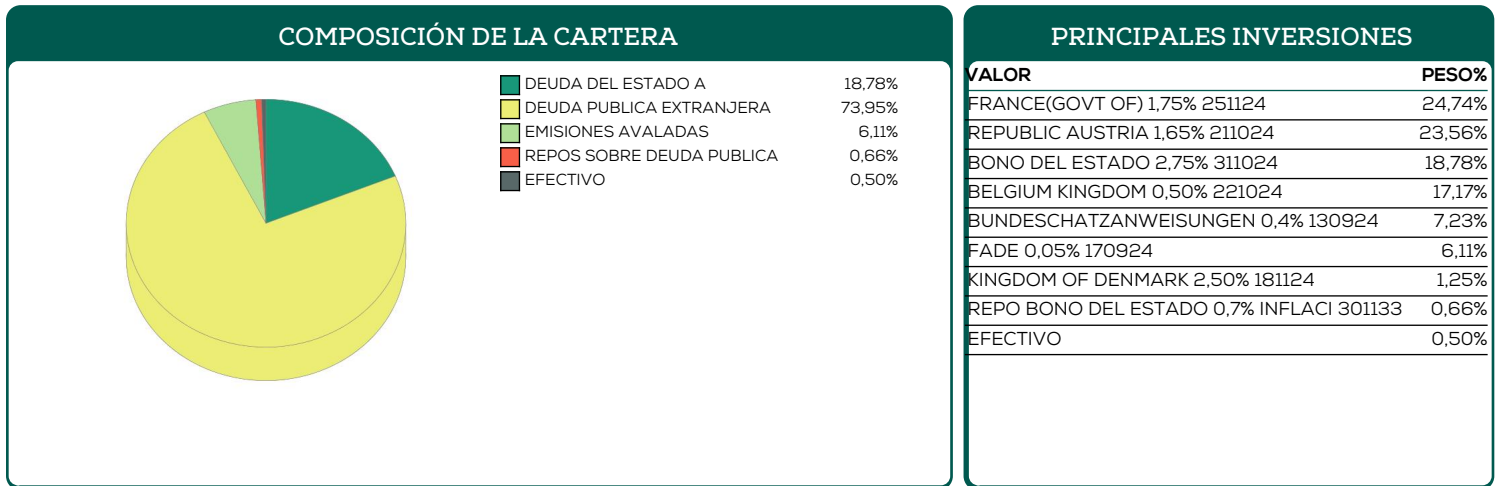 COMPOSICIÓN DE LA CARTERA
DEUDA DEL ESTADO A 18,78%
DEUDA PUBLICA EXTRANJERA 73,95%
EMISIONES AVALADAS 6,11%
REPOS SOBRE DEUDA PUBLICA 0,66%
EFECTIVO 0,50%
PRINCIPALES INVERSIONES
VALOR PESO%
FRANCE(GOVT OF) 1,75% 251124 24,74%
REPUBLIC AUSTRIA 1,65% 211024 23,56%
BONO DEL ESTADO 2,75% 311024 18,78%
BELGIUM KINGDOM 0,50% 221024 17,17%
BUNDESCHATZANWEISUNGEN 0,4% 130924 7,23%
FADE 0,05% 170924 6,11%
KINGDOM OF DENMARK 2,50% 181124 1,25%
REPO BONO DEL ESTADO 0,7% INFLACI 301133 0,66%
EFECTIVO 0,50%